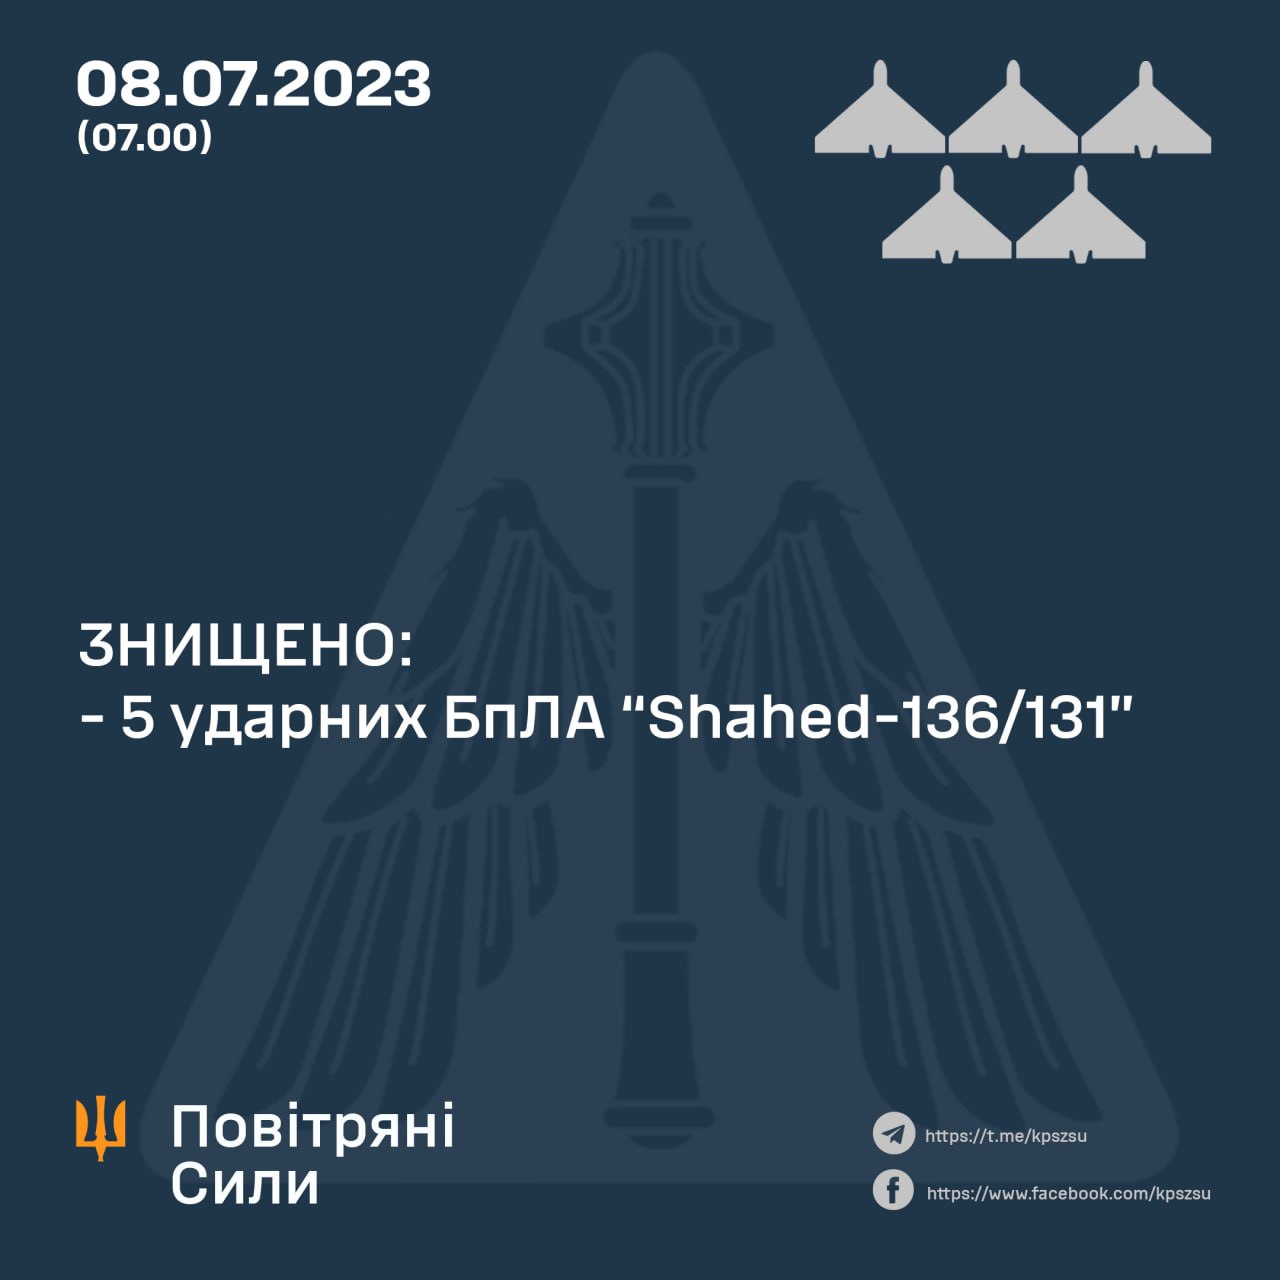 08.07.2023
(07.00)
ЗНИЩЕНО:
- 5 ударних БпЛА “Shahed-136/131”
Повітряні
Сили
https://t.me/kpszsu
https://www.facebook.com/kpszsu